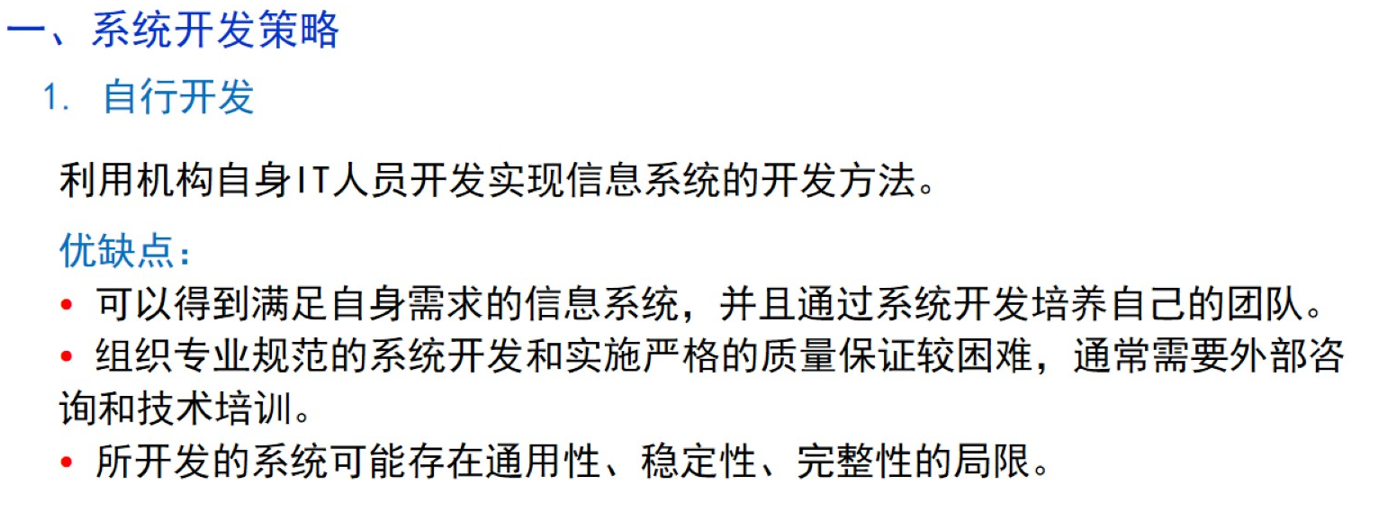 一、系统开发策略
1. 自行开发
利用机构自身IT人员开发实现信息系统的开发方法。
优缺点：
• 可以得到满足自身需求的信息系统，并且通过系统开发培养自己的团队。
• 组织专业规范的系统开发和实施严格的质量保证较困难，通常需要外部咨
询和技术培训。
• 所开发的系统可能存在通用性、稳定性、完整性的局限。